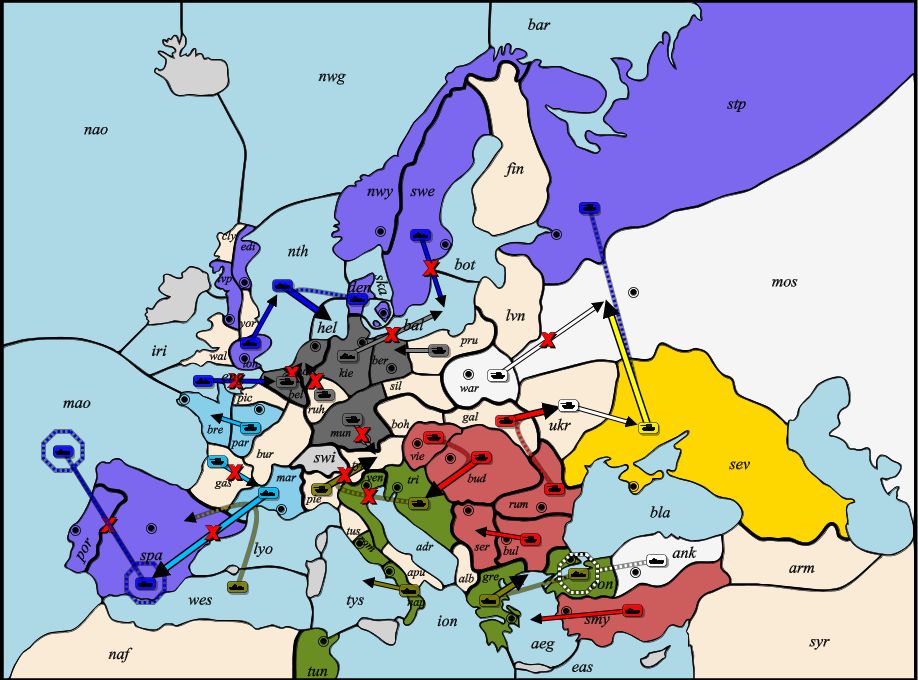 bar
nwg
stp
nao
fin
nwy
swe
cly
edi
nth
ska
den
bot
mos
lvp
yor
hel
bal
lvn
iri
wal
lon
pru
kie
ber
war
mao
pic
bel
ruh
sil
bre
par
mun
boh
gal
ukr
bur
swi
vie
sev
gas
mar
pie
ven
tri
bud
rum
bla
por
spa
lyo
tus
adr
ser
bul
ank
wes
apu
alb
gre
con
arm
tys
nap
ion
smy
naf
aeg
syr
tun
eas